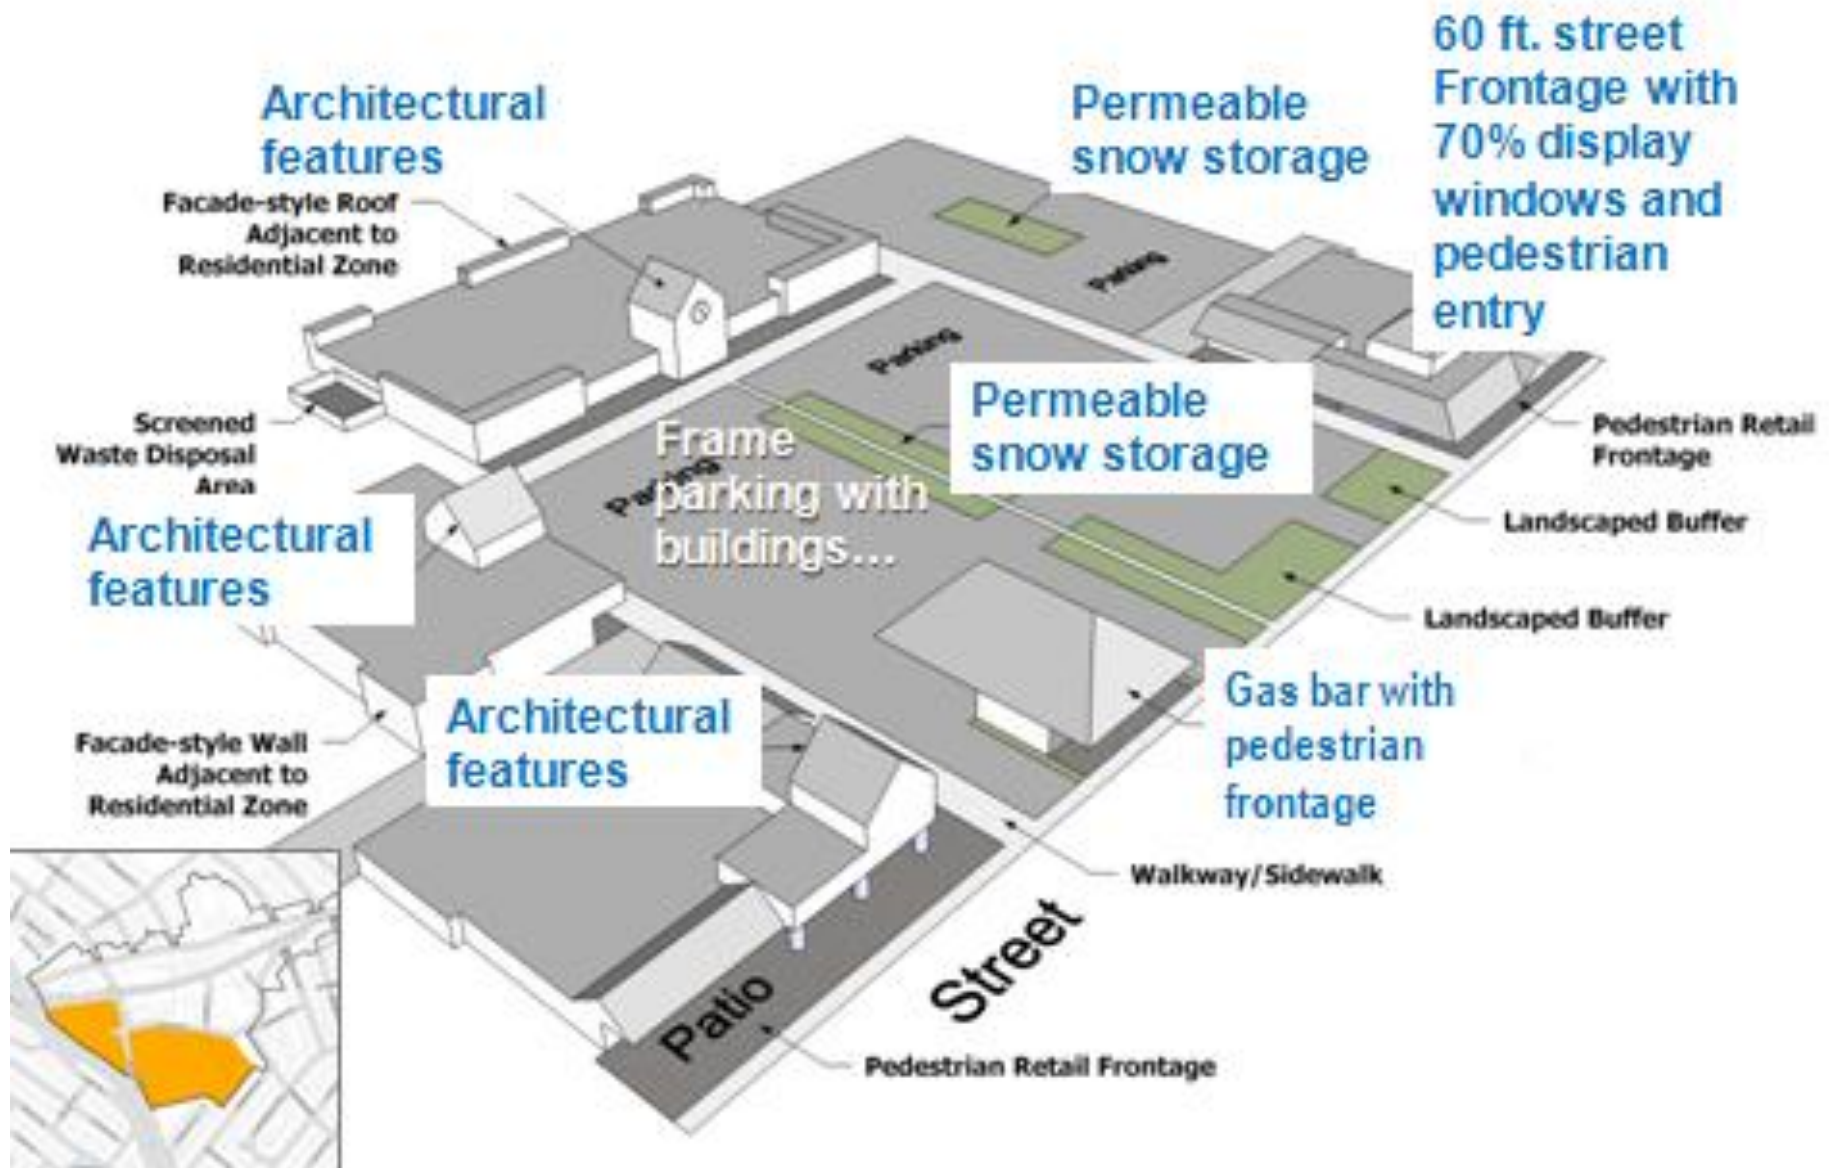 60 ft. street
Frontage with
70% display
windows and
pedestrian
entry
Architectural
features
Permeable
snow storage
Facade-style Roof
Adjacent to
Residential Zone
Parking
Parking
Permeable
snow storage
Screened
Waste Disposal
Area
Frame
parking with
buildings...
Parking
Pedestrian Retail
Frontage
Landscaped Buffer
Architectural
features
Landscaped Buffer
Gas bar with
pedestrian
frontage
Architectural
features
Facade-style Wall
Adjacent to
Residential Zone
Walkway/Sidewalk
Street
Patio
Pedestrian Retail Frontage